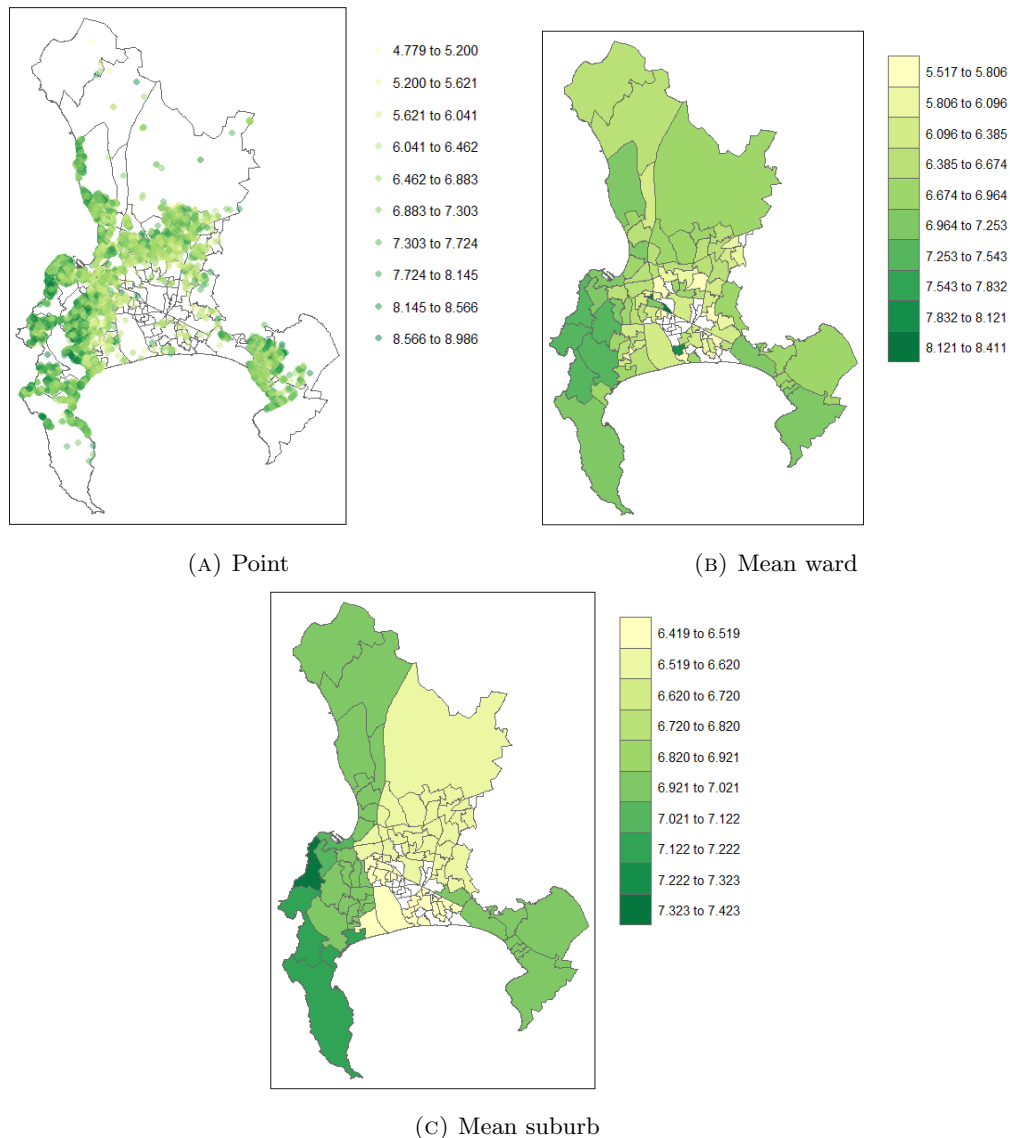 4.779 to 5.200
5.200 to 5.621
5.621 to 6.041
6.041 to 6.462
6.462 to 6.883
6.883 to 7.303
7.303 to 7.724
7.724 to 8.145
8.145 to 8.566
8.566 to 8.986
(A) Point
5.517 to 5.806
5.806 to 6.096
6.096 to 6.385
6.385 to 6.674
6.674 to 6.964
6.964 to 7.253
7.253 to 7.543
7.543 to 7.832
7.832 to 8.121
8.121 to 8.411
(B) Mean ward
6.419 to 6.519
6.519 to 6.620
6.620 to 6.720
6.720 to 6.820
6.820 to 6.921
6.921 to 7.021
7.021 to 7.122
7.122 to 7.222
7.222 to 7.323
7.323 to 7.423
(C) Mean suburb